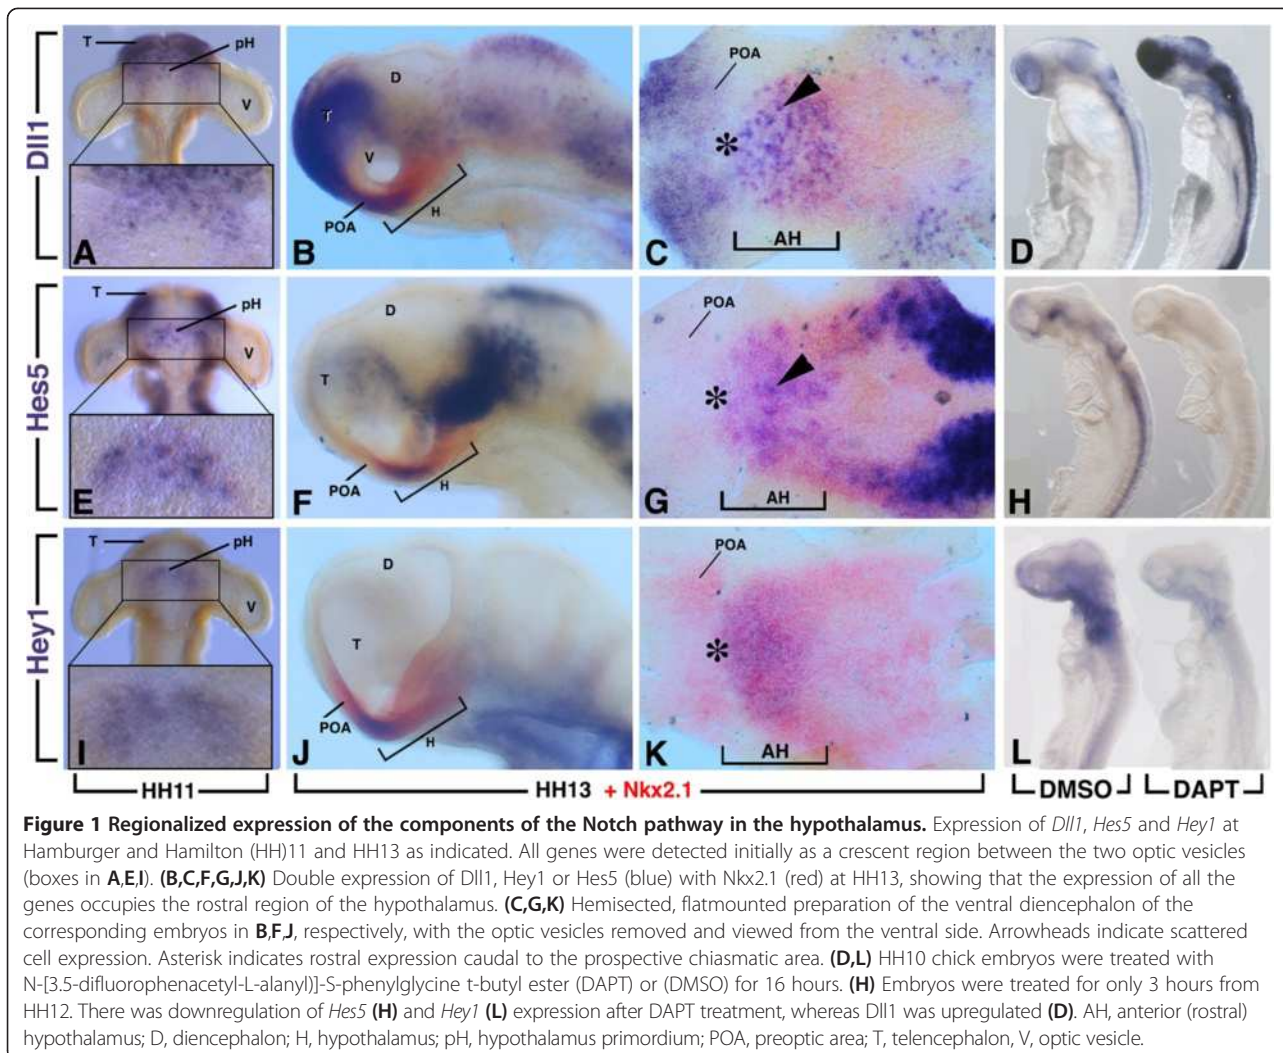 Dll1
T
pH
V
A
D
T
V
POA
H
B
POA
*
AH
C
D
Hes5
T
pH
V
E
D
T
POA
H
F
POA
*
AH
G
H
Hey1
T
pH
V
I
D
T
POA
H
J
POA
*
AH
K
L
HH11
HH13 + Nkx2.1
DMSO
DAPT
Figure 1 Regionalized expression of the components of the Notch pathway in the hypothalamus. Expression of Dll1, Hes5 and Hey1 at
Hamburger and Hamilton (HH)11 and HH13 as indicated. All genes were detected initially as a crescent region between the two optic vesicles
(boxes in A,E,I). (B,C,F,G,J,K) Double expression of Dll1, Hey1 or Hes5 (blue) with Nkx2.1 (red) at HH13, showing that the expression of all the
genes occupies the rostral region of the hypothalamus. (C,G,K) Hemisected, flatmounted preparation of the ventral diencephalon of the
corresponding embryos in B,F,J, respectively, with the optic vesicles removed and viewed from the ventral side. Arrowheads indicate scattered
cell expression. Asterisk indicates rostral expression caudal to the prospective chiasmatic area. (D,L) HH10 chick embryos were treated with
N-[3.5-difluorophenacetyl-L-alanyl)]-S-phenylglycine t-butyl ester (DAPT) or (DMSO) for 16 hours. (H) Embryos were treated for only 3 hours from
HH12. There was downregulation of Hes5 (H) and Hey1 (L) expression after DAPT treatment, whereas Dll1 was upregulated (D). AH, anterior (rostral)
hypothalamus; D, diencephalon; H, hypothalamus; pH, hypothalamus primordium; POA, preoptic area; T, telencephalon, V, optic vesicle.